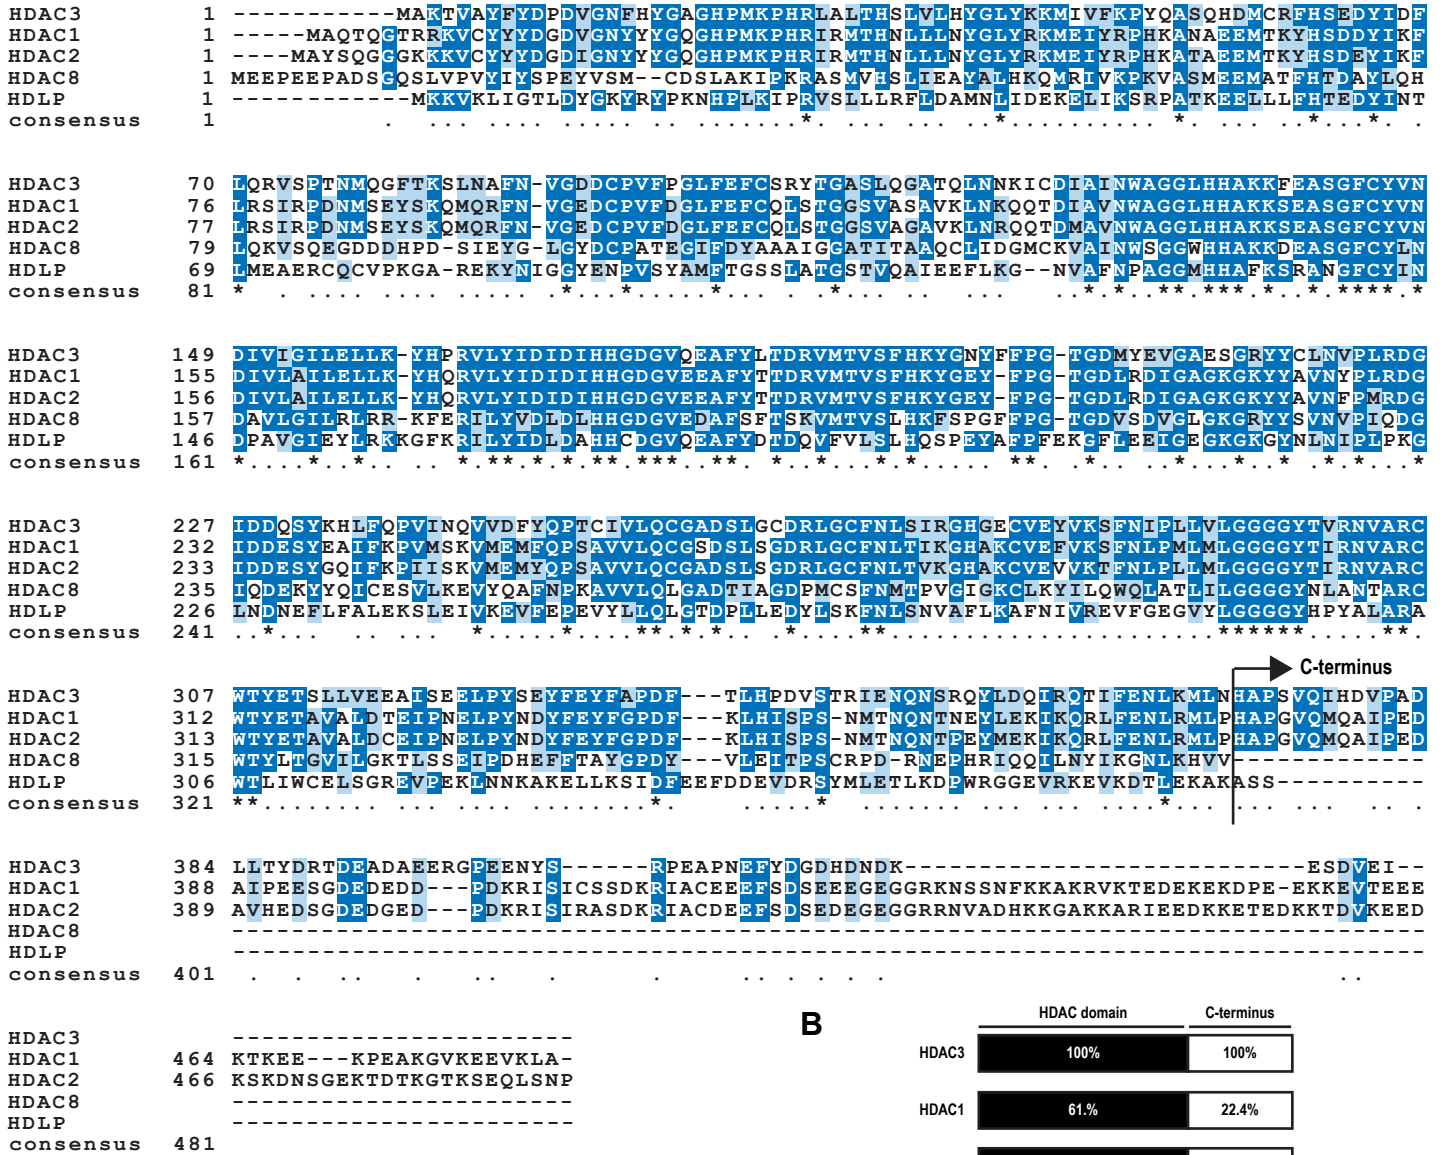 HDAC3 1 -----------MAKTVAYFYDPDVGNFHYGAGHPMKPHRLALTHSLVLHYGLYKKMIVFKPYQASQHDMCRFHSEDYIDF
HDAC1 1 -----MAQTQGTRRKVCYYYDGDVGNYYYGQGHPMKPHRIRMTHNLLLNYGLYRKMEIYRPHKANAEEMTKYHSDDYIKF
HDAC2 1 ----MAYSQGGGKKKVCYYYDGDIGNYYYGQGHPMKPHRIRMTHNLLLNYGLYRKMEIYRPHKATAEEMTKYHSDEYIKF
HDAC8 1 MEEPEEPADSGQSLVPVYIYSPEYVSM--CDSLAKIPKRASMVHSLIEAYALHKQMRIVKPKVASMEEMATFHTDAYLQH
HDLP 1 ------------MKKVKLIGTLDYGKYRYPKNHPLKIPRVSLLLRFLDAMNLIDEKELIKSRPATKEELLLFHTEDYINT
consensus 1 . ... .... ..... .. .......*. ... ... ..*......... *. ...*...*. .
HDAC3 70 LQRVSPTNMQGFTKSLNAFN-VGDDCPVFPGLFEFCSRYTGASLQGATQLNNKICDIAINWAGGLHHAKKFEASGFCYVN
HDAC1 76 LRSIRPDNMSEYSKQMQRFN-VGEDCPVFDGLFEFCQLSTGGSVASAVKLNKQQTDIAVNWAGGLHHAKKSEASGFCYVN
HDAC2 77 LRSIRPDNMSEYSKQMQRFN-VGEDCPVFDGLFEFCQLSTGGSVAGAVKLNRQQTDMAVNWAGGLHHAKKSEASGFCYVN
HDAC8 79 LQKVSQEGDDDHPD-SIEYG-LGYDCPATEGIFDYAAAIGGATITAAQCLIDGMCKVAINWSGGWHHAKKDEASGFCYLN
HDLP 69 LMEAERCQCVPKGA-REKYNIGGYENPVSYAMFTGSSLATGSTVQAIEEFLKG--NVAFNPAGGMHHAFKSRANGFCYIN
consensus 81 * . .... ..... ....*...*.....*... . .*..... .. ... ..*.*..**.***.*..*..****.*
HDAC3 149 DIVIGILELLK-YHPRVLYIDIDIHHGDGVQEAFYLTDRVMTVSFHKYGNYFFPG-TGDMYEVGAESGRYYCLNVPLRDG
HDAC1 155 DIVLAILELLK-YHQRVLYIDIDIHHGDGVEEAFYTTDRVMTVSFHKYGEY-FPG-TGDLRDIGAGKGKYYAVNYPLRDG
HDAC2 156 DIVLAILELLK-YHQRVLYIDIDIHHGDGVEEAFYTTDRVMTVSFHKYGEY-FPG-TGDLRDIGAGKGKYYAVNFPMRDG
HDAC8 157 DAVLGILRLRR-KFERILYVDLDLHHGDGVEDAFSFTSKVMTVSLHKFSPGFFPG-TGDVSDVGLGKGRYYSVNVPIQDG
HDLP 146 DPAVGIEYLRKKGFKRILYIDLDAHHCDGVQEAFYDTDQVFVLSLHQSPEYAFPFEKGFLEEIGEGKGKGYNLNIPLPKG
consensus 161 *....*..*.. .. .*.**.*.**.***..**. *..*...*.*..... **. .*... ..**...*..*. .*.*...*
HDAC3 227 IDDQSYKHLFQPVINQVVDFYQPTCIVLQCGADSLGCDRLGCFNLSIRGHGECVEYVKSFNIPLLVLGGGGYTVRNVARC
HDAC1 232 IDDESYEAIFKPVMSKVMEMFQPSAVVLQCGSDSLSGDRLGCFNLTIKGHAKCVEFVKSFNLPMLMLGGGGYTIRNVARC
HDAC2 233 IDDESYGQIFKPIISKVMEMYQPSAVVLQCGADSLSGDRLGCFNLTVKGHAKCVEVVKTFNLPLLMLGGGGYTIRNVARC
HDAC8 235 IQDEKYYQICESVLKEVYQAFNPKAVVLQLGADTIAGDPMCSFNMTPVGIGKCLKYILQWQLATLILGGGGYNLANTARC
HDLP 226 LNDNEFLFALEKSLEIVKEVFEPEVYLLQLGTDPLLEDYLSKFNLSNVAFLKAFNIVREVFGEGVYLGGGGYHPYALARA
consensus 241 ..*... .. ... *.....*....**.*.*.. .*....**......................******.....**.
C-terminus
HDAC3 307 WTYETSLLVEEAISEELPYSEYFEYFAPDF---TLHPDVSTRIENQNSRQYLDQIRQTIFENLKMLNHAPSVQIHDVPAD
HDAC1 312 WTYETAVALDTEIPNELPYNDYFEYFGPDF---KLHISPS-NMTNQNTNEYLEKIKQRLFENLRMLPHAPGVQMQAIPED
HDAC2 313 WTYETAVALDCEIPNELPYNDYFEYFGPDF---KLHISPS-NMTNQNTPEYMEKIKQRLFENLRMLPHAPGVQMQAIPED
HDAC8 315 WTYLTGVILGKTLSSEIPDHEFFTAYGPDY---VLEITPSCRPD-RNEPHRIQQILNYIKGNLKHVV-------------
HDLP 306 WTLIWCELSGREVPEKLNNKAKELLKSIDFEEFDDEVDRSYMLETLKDPWRGGEVRKEVKDTLEKAKASS----------
consensus 321 **..........................*. ....*... ...................*... ... ... . .
HDAC3 384 LLTYDRTDEADAEERGPEENYS------RPEAPNEFYDGDHDNDK---------------------------ESDVEI--
HDAC1 388 AIPEESGDEDEDD---PDKRISICSSDKRIACEEEFSDSEEEGEGGRKNSSNFKKAKRVKTEDEKEKDPE-EKKEVTEEE
HDAC2 389 AVHEDSGDEDGED---PDKRISIRASDKRIACDEEFSDSEDEGEGGRRNVADHKKGAKKARIEEDKKETEDKKTDVKEED
HDAC8 --------------------------------------------------------------------------------
HDLP --------------------------------------------------------------------------------
consensus 401 . . .. . .. . . . . . . . ..
HDAC3 -----------------------
HDAC1 464 KTKEE---KPEAKGVKEEVKLA-
HDAC2 466 KSKDNSGEKTDTKGTKSEQLSNP
HDAC8 -----------------------
HDLP -----------------------
consensus 481
B
HDAC domain C-terminus
HDAC3 100% 100%
HDAC1 61.% 22.4%